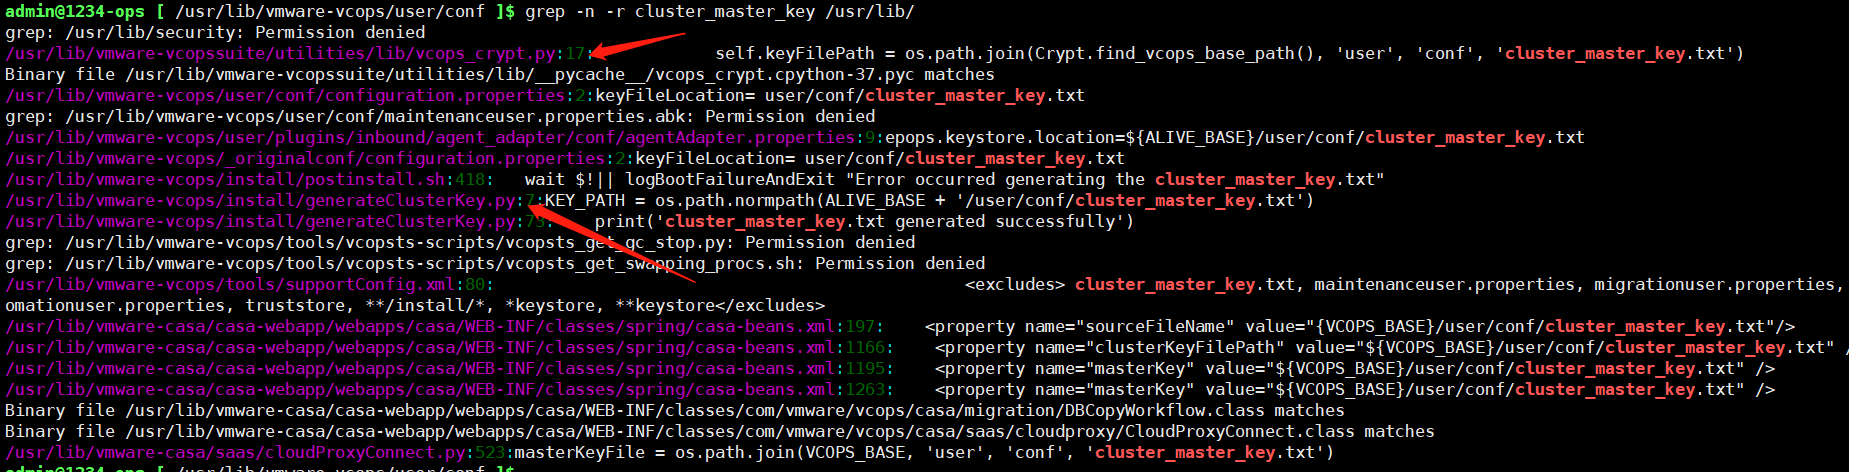 admin@1234-ops [ /usr/lib/vmware-vcops/user/conf ]$ grep -n -r cluster_master_key /usr/lib/
grep: /usr/lib/security: Permission denied
/usr/lib/vmware-vcopssuite/utilities/lib/vcops_crypt.py:17:            self.keyFilePath = os.path.join(Crypt.find_vcops_base_path(), 'user', 'conf', 'cluster_master_key.txt')
Binary file /usr/lib/vmware-vcopssuite/utilities/lib/__pycache__/vcops_crypt.cpython-37.pyc matches
/usr/lib/vmware-vcops/user/conf/configuration.properties:2:keyFileLocation= user/conf/cluster_master_key.txt
grep: /usr/lib/vmware-vcops/user/conf/maintenanceuser.properties.abk: Permission denied
/usr/lib/vmware-vcops/user/plugins/inbound/agent_adapter/conf/agentAdapter.properties:9:epops.keystore.location=${ALIVE_BASE}/user/conf/cluster_master_key.txt
/usr/lib/vmware-vcops/_originalconf/configuration.properties:2:keyFileLocation= user/conf/cluster_master_key.txt
/usr/lib/vmware-vcops/install/postinstall.sh:418:   wait $!|| logBootFailureAndExit "Error occurred generating the cluster_master_key.txt"
/usr/lib/vmware-vcops/install/generateClusterKey.py:7:KEY_PATH = os.path.normpath(ALIVE_BASE + '/user/conf/cluster_master_key.txt')
/usr/lib/vmware-vcops/install/generateClusterKey.py:73:    print('cluster_master_key.txt generated successfully')
grep: /usr/lib/vmware-vcops/tools/vcopsts-scripts/vcopsts_get_gc_stop.py: Permission denied
grep: /usr/lib/vmware-vcops/tools/vcopsts-scripts/vcopsts_get_swapping_procs.sh: Permission denied
/usr/lib/vmware-vcops/tools/supportConfig.xml:80:                                               <excludes> cluster_master_key.txt, maintenanceuser.properties, migrationuser.properties,
omationuser.properties, truststore, **/install/*, *keystore, **keystore</excludes>
/usr/lib/vmware-casa/casa-webapp/webapps/casa/WEB-INF/classes/spring/casa-beans.xml:197:    <property name="sourceFileName" value="{VCOPS_BASE}/user/conf/cluster_master_key.txt"/>
/usr/lib/vmware-casa/casa-webapp/webapps/casa/WEB-INF/classes/spring/casa-beans.xml:1166:    <property name="clusterKeyFilePath" value="${VCOPS_BASE}/user/conf/cluster_master_key.txt" /
/usr/lib/vmware-casa/casa-webapp/webapps/casa/WEB-INF/classes/spring/casa-beans.xml:1195:    <property name="masterKey" value="${VCOPS_BASE}/user/conf/cluster_master_key.txt" />
/usr/lib/vmware-casa/casa-webapp/webapps/casa/WEB-INF/classes/spring/casa-beans.xml:1263:    <property name="masterKey" value="${VCOPS_BASE}/user/conf/cluster_master_key.txt" />
Binary file /usr/lib/vmware-casa/casa-webapp/webapps/casa/WEB-INF/classes/com/vmware/vcops/casa/migration/DBCopyWorkflow.class matches
Binary file /usr/lib/vmware-casa/casa-webapp/webapps/casa/WEB-INF/classes/com/vmware/vcops/casa/saas/cloudproxy/CloudProxyConnect.class matches
/usr/lib/vmware-casa/saas/cloudProxyConnect.py:523:masterKeyFile = os.path.join(VCOPS_BASE, 'user', 'conf', 'cluster_master_key.txt')
admin@1234-ops [ /usr/lib/vmware-vcops/user/conf ]$